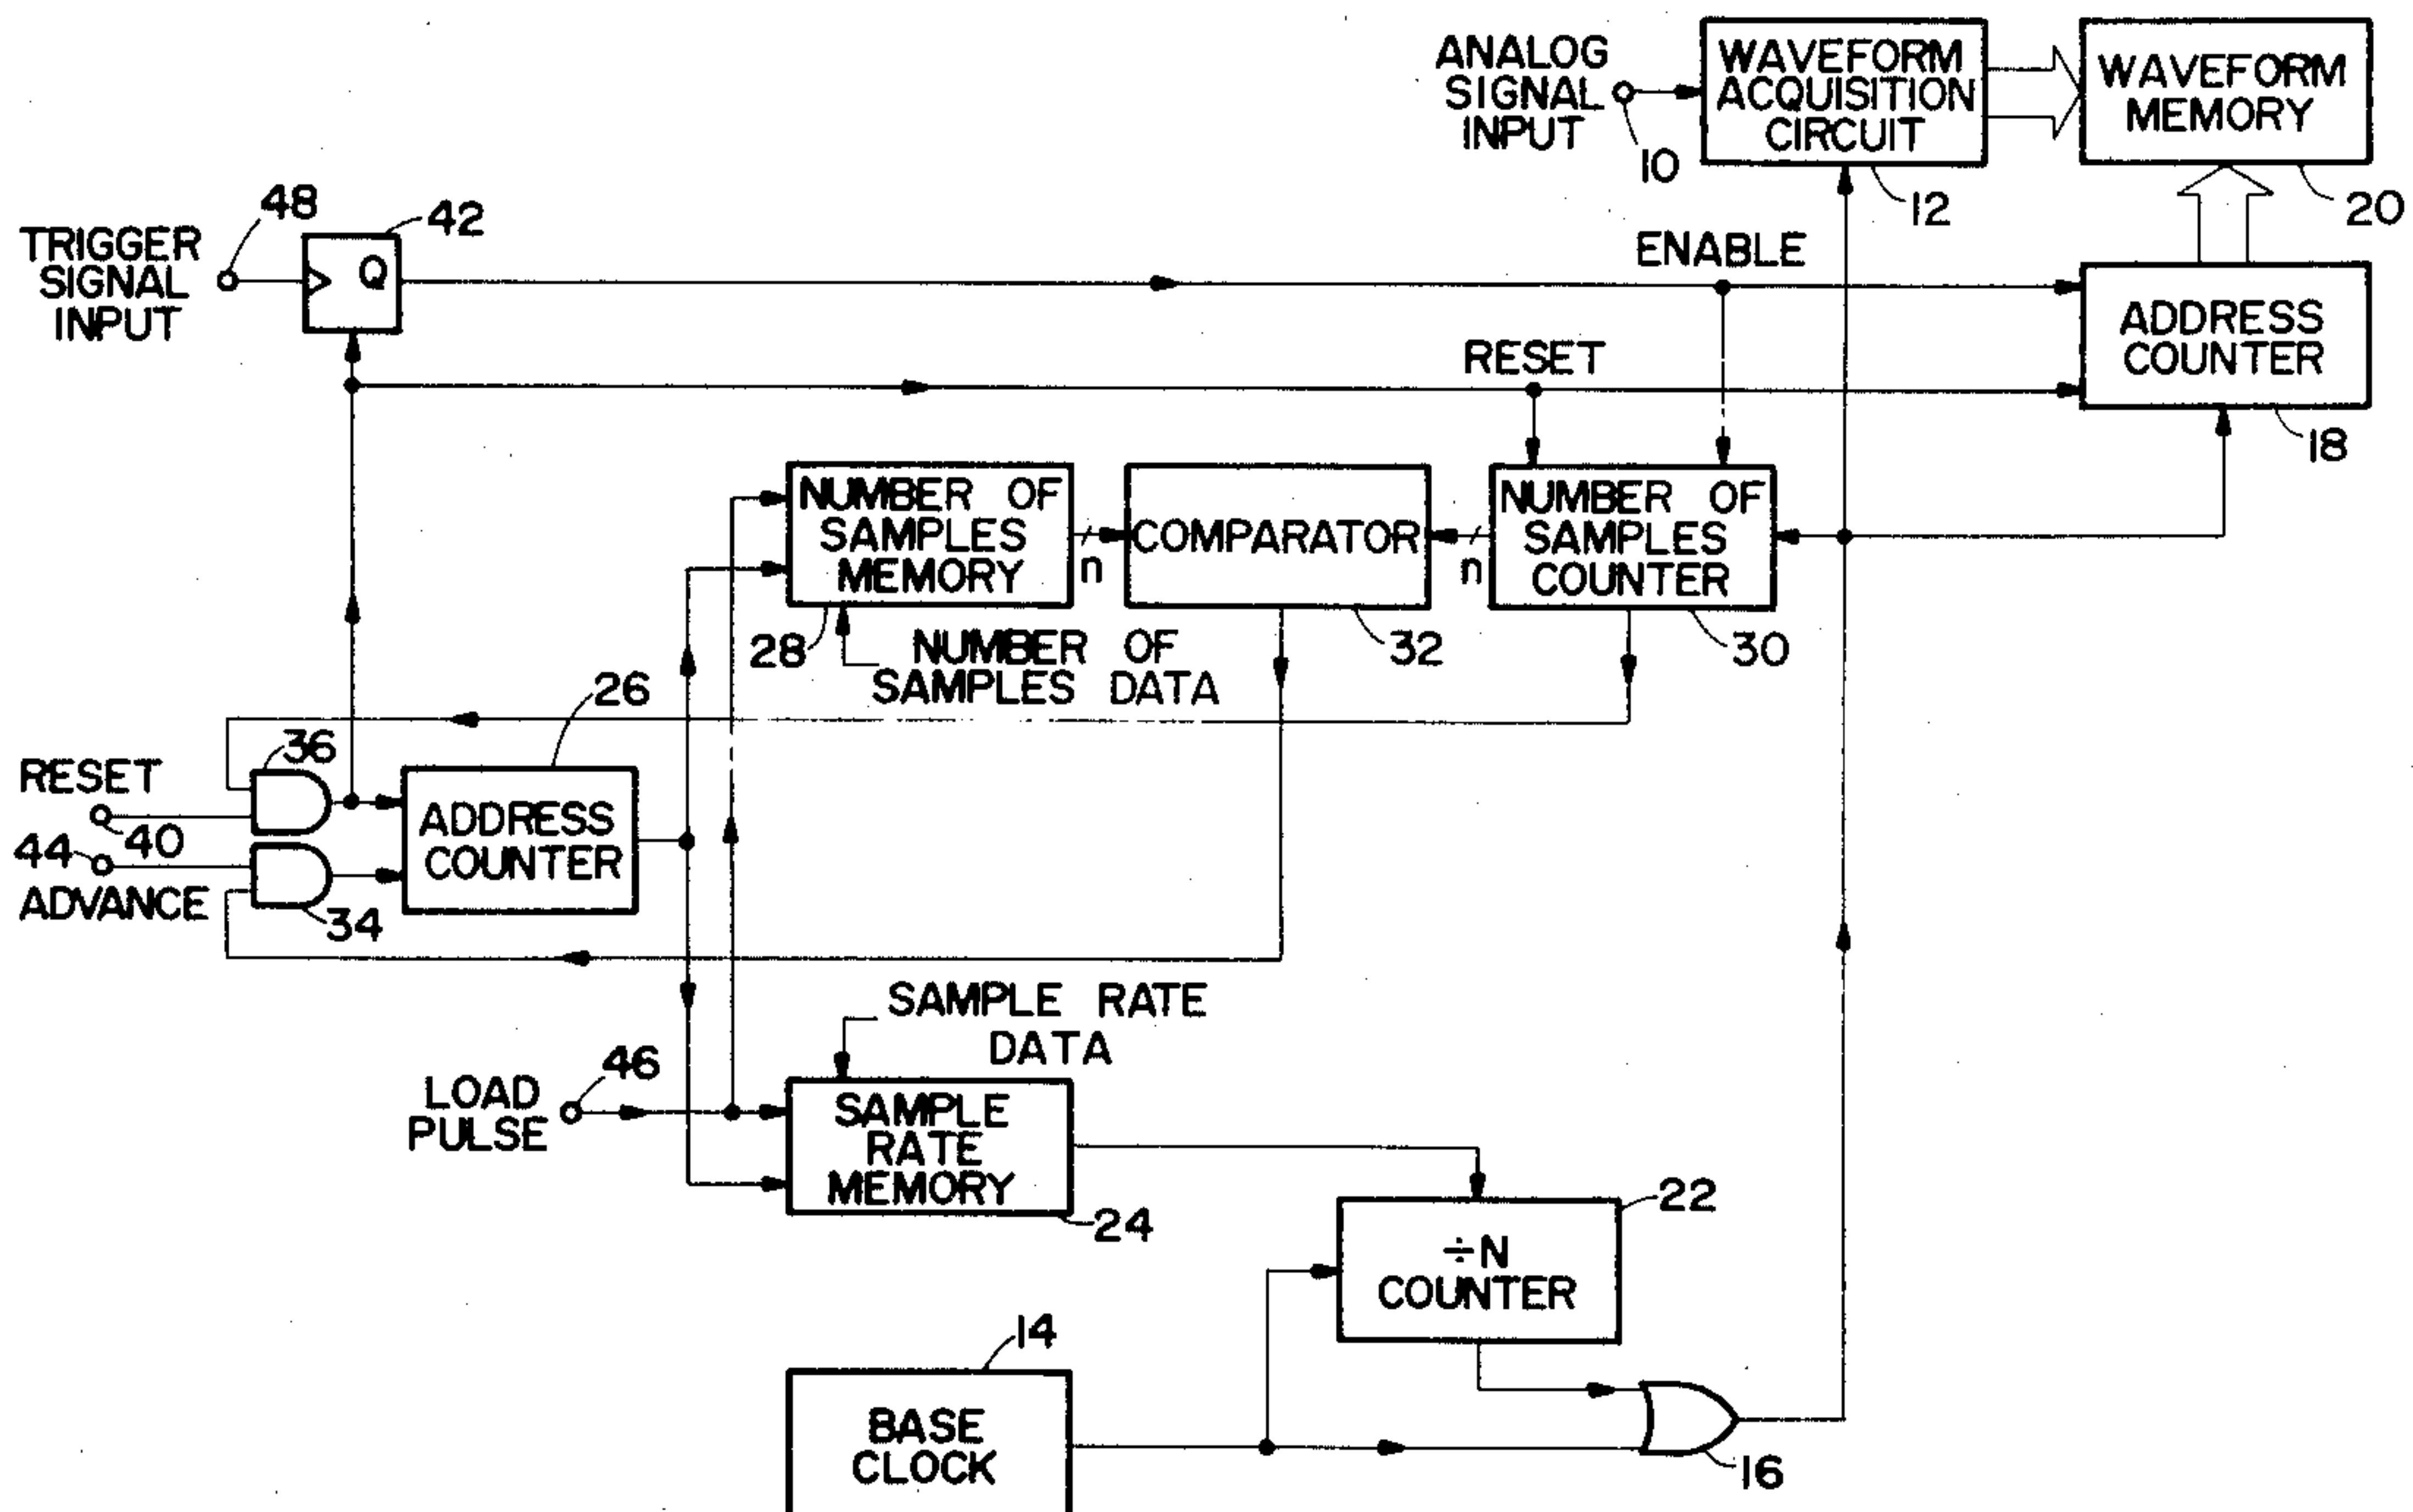 ANALOG
SIGNAL
INPUT
10
WAVEFORM
ACQUISITION
CIRCUIT
12
WAVEFORM
MEMORY
20
TRIGGER
SIGNAL
INPUT
48
42
Q
ENABLE
RESET
ADDRESS
COUNTER
18
NUMBER OF
SAMPLES
MEMORY
28
n
COMPARATOR
32
n
NUMBER OF
SAMPLES
COUNTER
30
NUMBER OF
SAMPLES DATA
26
36
RESET
40
44
ADVANCE
34
ADDRESS
COUNTER
SAMPLE RATE
DATA
LOAD
PULSE
46
SAMPLE
RATE
MEMORY
24
÷N
COUNTER
22
14
BASE
CLOCK
16